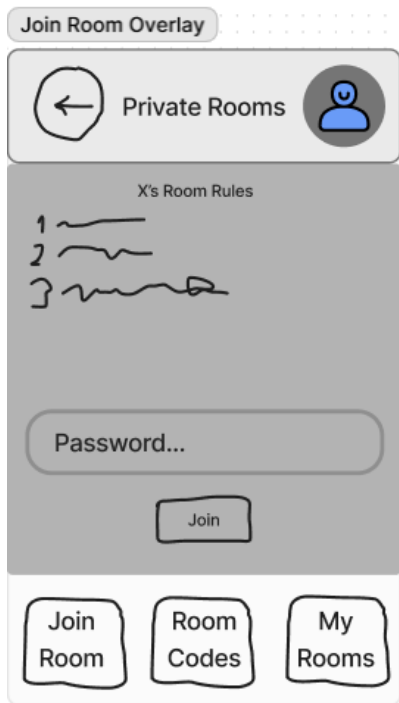 Join Room Overlay
Private Rooms
X's Room Rules
1
2
3
Password...
Join
Join
Room
Room
Codes
My
Rooms